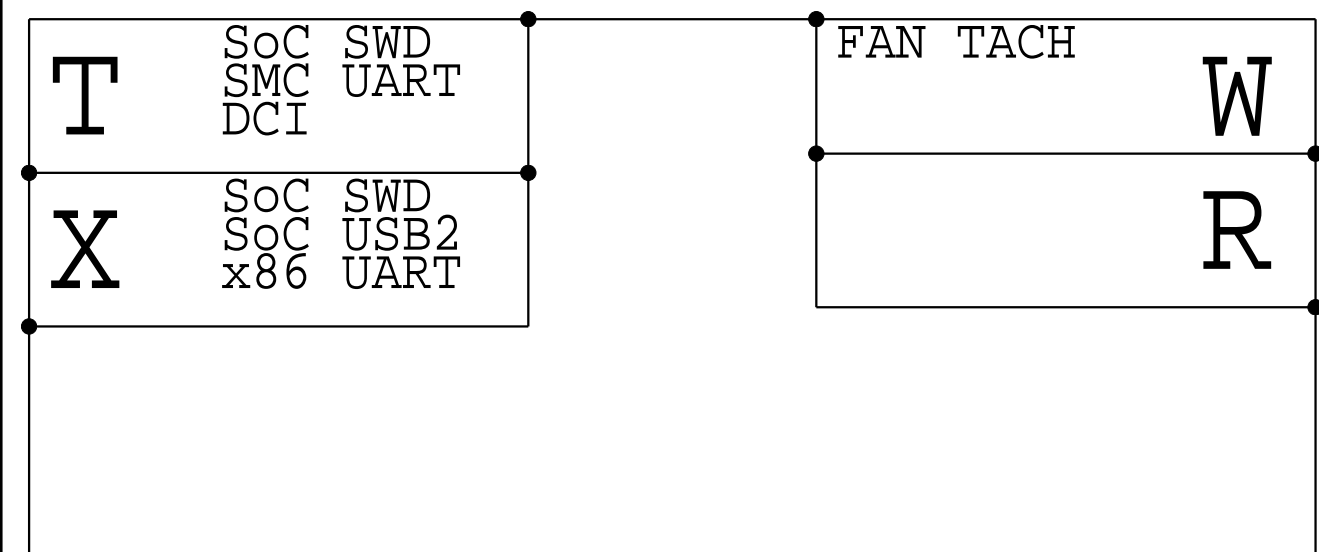 T
SoC SWD
SMC UART
DCI
X
SoC SWD
SoC USB2
x86 UART
FAN TACH
W
R